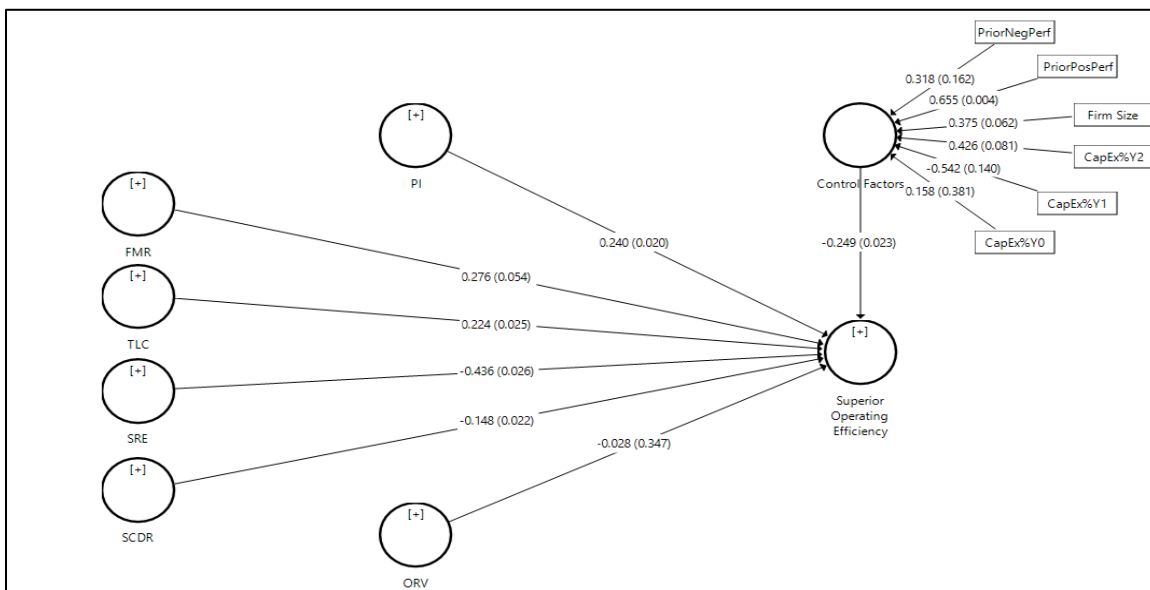 PriorNegPerf
0.318 (0.162)
PriorPosPerf
0.655 (0.004)
[+]
Firm Size
0.375 (0.062)
0.426 (0.081)
CapEx%Y2
-0.542 (0.140)
PI
Control Factors
0.158 (0.381)
[+]
CapEx%Y1
CapEx%Y0
0.240 (0.020)
-0.249 (0.023)
FMR
[+]
0.276 (0.054)
0.224 (0.025)
[+]
TLC
[+]
-0.436 (0.026)
Superior
Operating
Efficiency
SRE
-0.148 (0.022)
-0.028 (0.347)
[+]
SCDR
[+]
ORV